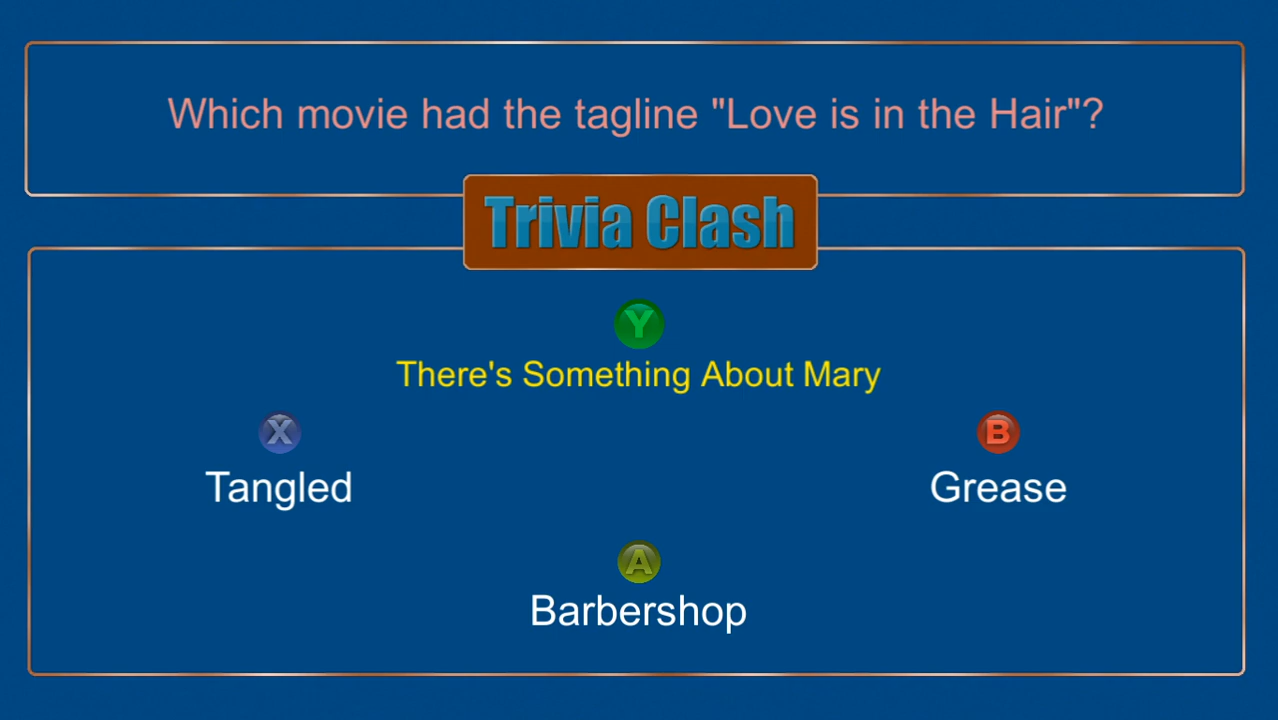 Which movie had the tagline "Love is in the Hair"?
Trivia Clash
Y
There's Something About Mary
X
B
Tangled
Grease
A
Barbershop